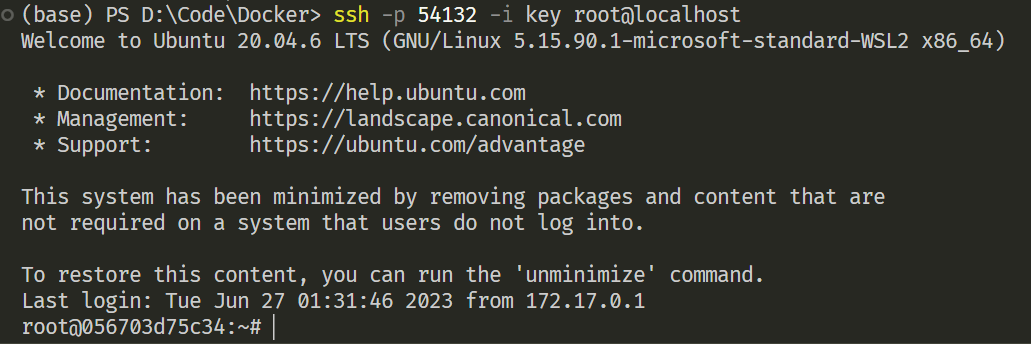 (base) PS D:\Code\Docker> ssh -p 54132 -i key root@localhost
Welcome to Ubuntu 20.04.6 LTS (GNU/Linux 5.15.90.1-microsoft-standard-WSL2 x86_64)
* Documentation: https://help.ubuntu.com
* Management: https://landscape.canonical.com
* Support: https://ubuntu.com/advantage
This system has been minimized by removing packages and content that are
not required on a system that users do not log into.
To restore this content, you can run the 'unminimize' command.
Last login: Tue Jun 27 01:31:46 2023 from 172.17.0.1
root@056703d75c34:~#